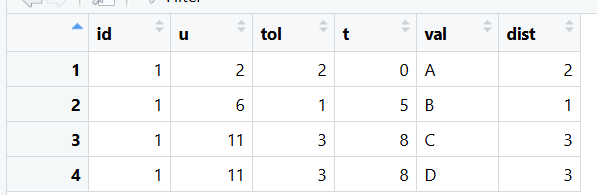 Filter
id u tol t val dist
1 1 2 2 0 A 2
2 1 6 1 5 B 1
3 1 11 3 8 C 3
4 1 11 3 8 D 3